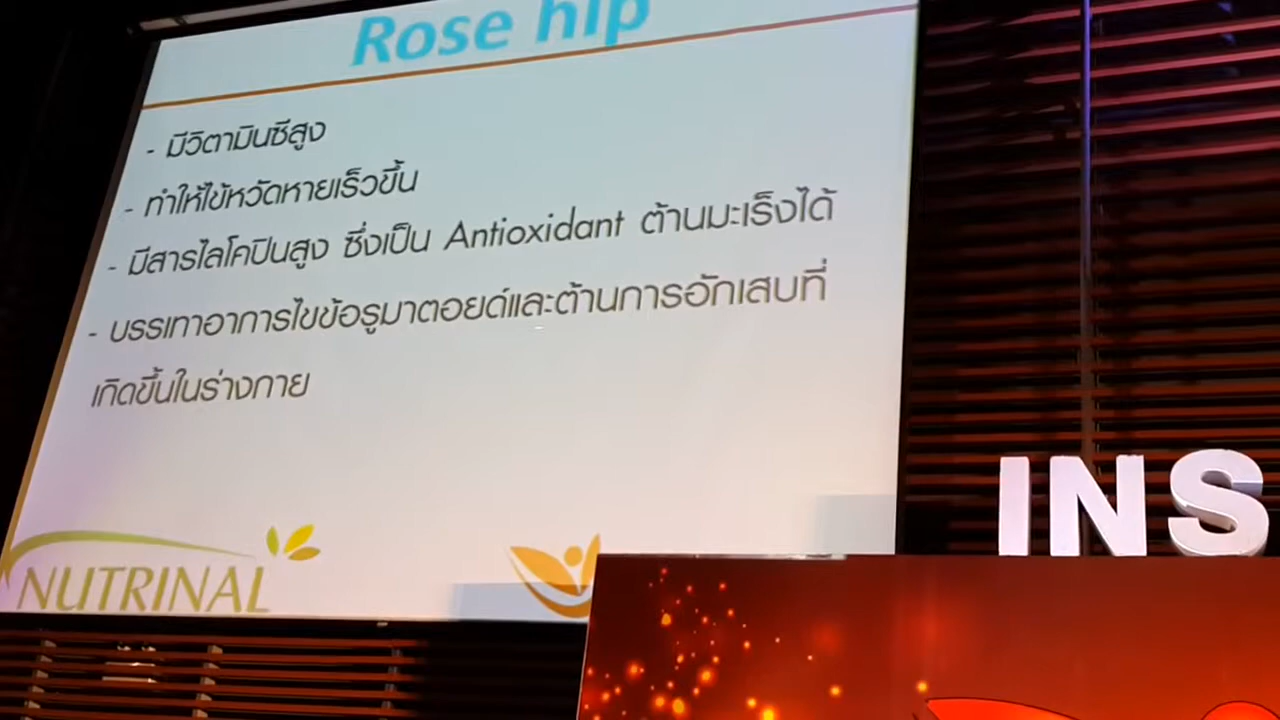 Rose hip
- มีวิตามินซีสูง
- ทำให้ไข้หวัดหายเร็วขึ้น
- มีสารไลโคปินสูง ซึ่งเป็น Antioxidant ต้านมะเร็งได้
- บรรเทาอาการไขข้อรูมาตอยด์และต้านการอักเสบที่
เกิดขึ้นในร่างกาย
NUTRINAL
INS